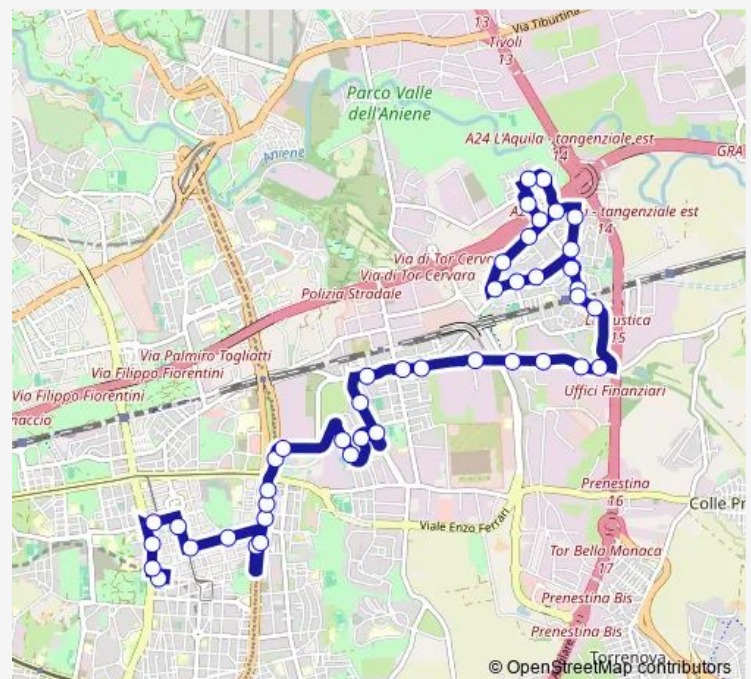 Via Tiburtina
13
Tivoli
13
Parco Valle
dell'Aniene
A24 L'Aquila - tangenziale est
14
GRA
Aniene
- tangenziale est
14
Via di Tor Cerv
Via di Tor Cervara
Polizia Stradale
ustica
15
Via Palmiro Togliatti
Via Filippo Fiorentini
Via Filippo Fiorentini
naccio
Uffici Finanziari
Prenestina
16
Colle Pr
Viale Enzo Ferrari
Tor Bella Monaca
17
Prenestina Bis
Prenestina Bis
Torrenova
© OpenStreetMap contributors